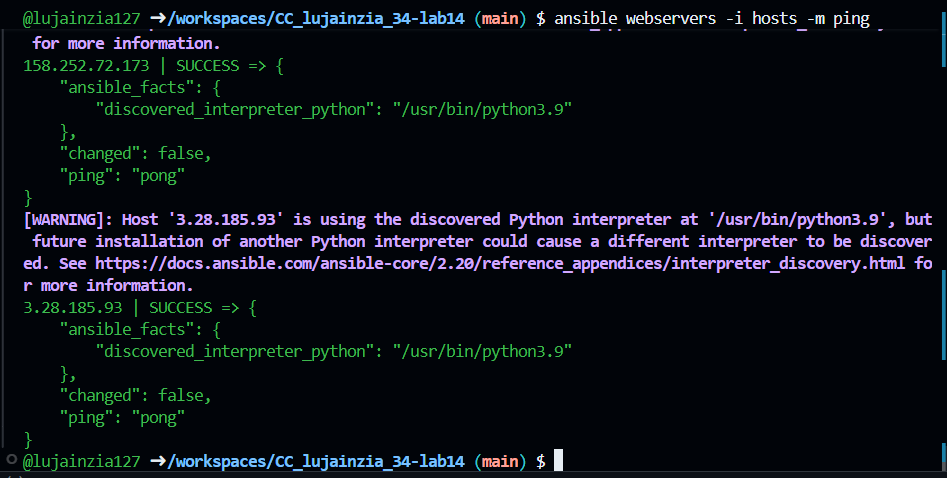 @lujainzia127 ➜/workspaces/CC_lujainzia_34-lab14 (main) $ ansible webservers -i hosts -m ping
for more information.
158.252.72.173 | SUCCESS => {
    "ansible_facts": {
        "discovered_interpreter_python": "/usr/bin/python3.9"
    },
    "changed": false,
    "ping": "pong"
}
[WARNING]: Host '3.28.185.93' is using the discovered Python interpreter at '/usr/bin/python3.9', but
future installation of another Python interpreter could cause a different interpreter to be discover
ed. See https://docs.ansible.com/ansible-core/2.20/reference_appendices/interpreter_discovery.html fo
r more information.
3.28.185.93 | SUCCESS => {
    "ansible_facts": {
        "discovered_interpreter_python": "/usr/bin/python3.9"
    },
    "changed": false,
    "ping": "pong"
}
@lujainzia127 ➜/workspaces/CC_lujainzia_34-lab14 (main) $